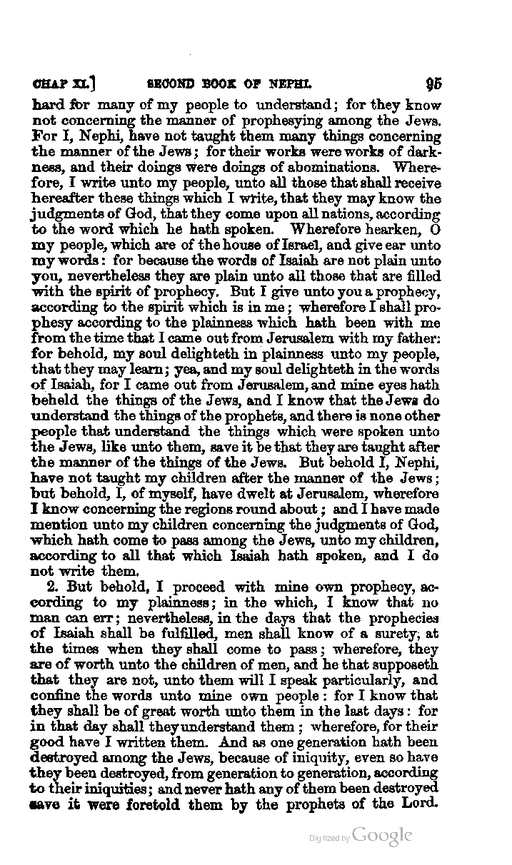 CHAP XI.] SECOND BOOK OF NEPHI. 95
hard for many of my people to understand; for they know
not concerning the manner of prophesying among the Jews.
For I, Nephi, have not taught them many things concerning
the manner of the Jews; for their works were works of dark-
ness, and their doings were doings of abominations. Where-
fore, I write unto my people, unto all those that shall receive
hereafter these things which I write, that they may know the
judgments of God, that they come upon all nations, according
to the word which he hath spoken. Wherefore hearken, O
my people, which are of the house of Israel, and give ear unto
my words: for because the words of Isaiah are not plain unto
you, nevertheless they are plain unto all those that are filled
with the spirit of prophecy. But I give unto you a prophecy,
according to the spirit which is in me; wherefore I shall pro-
phesy according to the plainness which hath been with me
from the time that I came out from Jerusalem with my father:
for behold, my soul delighteth in plainness unto my people,
that they may learn; yea, and my soul delighteth in the words
of Isaiah, for I came out from Jerusalem, and mine eyes hath
beheld the things of the Jews, and I know that the Jews do
understand the things of the prophets, and there is none other
people that understand the things which were spoken unto
the Jews, like unto them, save it be that they are taught after
the manner of the things of the Jews. But behold I, Nephi,
have not taught my children after the manner of the Jews;
but behold, I, of myself, have dwelt at Jerusalem, wherefore
I know concerning the regions round about; and I have made
mention unto my children concerning the judgments of God,
which hath come to pass among the Jews, unto my children,
according to all that which Isaiah hath spoken, and I do
not write them.
2. But behold, I proceed with mine own prophecy, ac-
cording to my plainness; in the which, I know that no
man can err; nevertheless, in the days that the prophecies
of Isaiah shall be fulfilled, men shall know of a surety, at
the times when they shall come to pass; wherefore, they
are of worth unto the children of men, and he that supposeth
that they are not, unto them will I speak particularly, and
confine the words unto mine own people: for I know that
they shall be of great worth unto them in the last days: for
in that day shall they understand them; wherefore, for their
good have I written them. And as one generation hath been
destroyed among the Jews, because of iniquity, even so have
they been destroyed, from generation to generation, according
to their iniquities; and never hath any of them been destroyed
save it were foretold them by the prophets of the Lord.
Digitized by Google